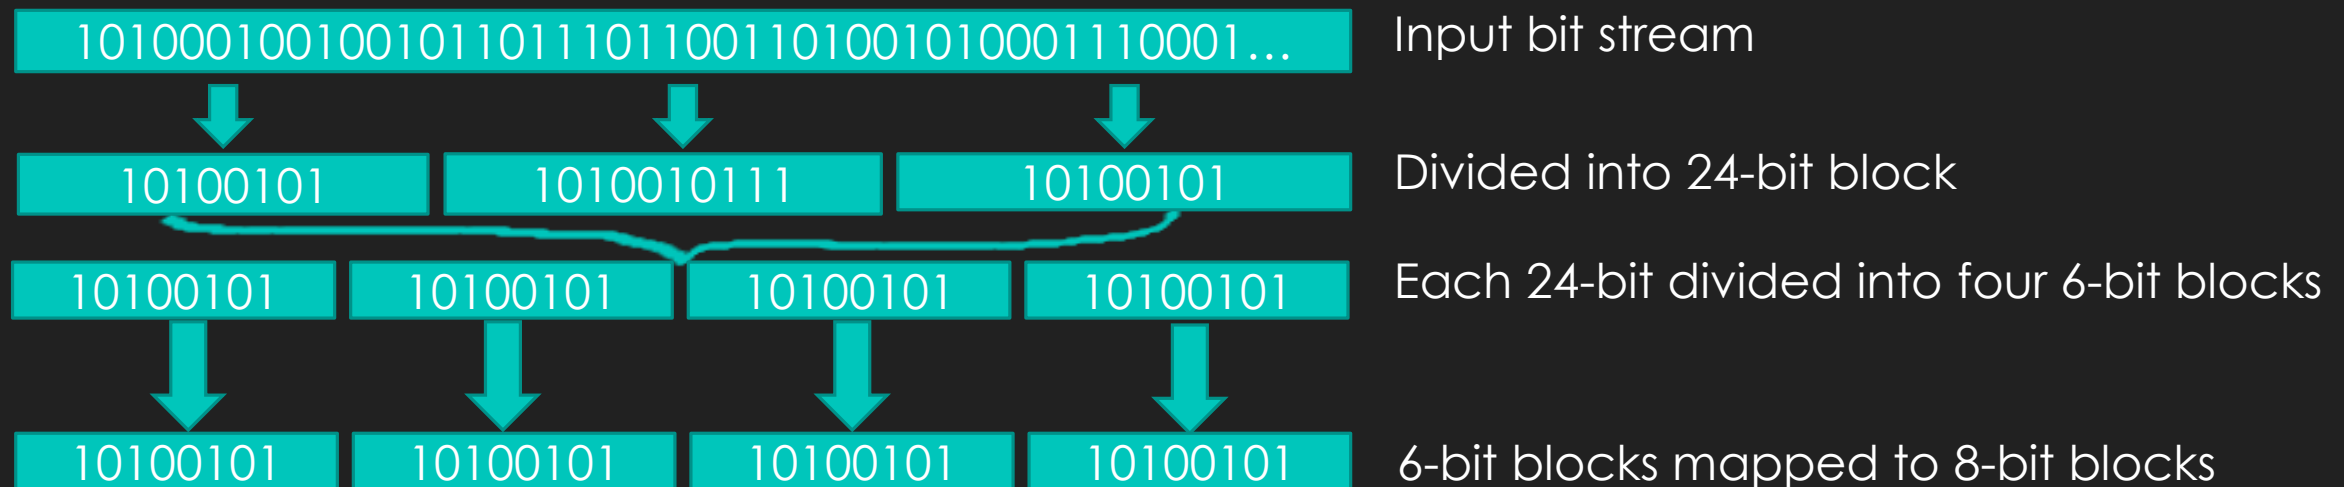 10100010010010110111011001101001010001110001… Input bit stream
10100101 1010010111 10100101 Divided into 24-bit block
10100101 10100101 10100101 10100101 Each 24-bit divided into four 6-bit blocks
10100101 10100101 10100101 10100101 6-bit blocks mapped to 8-bit blocks